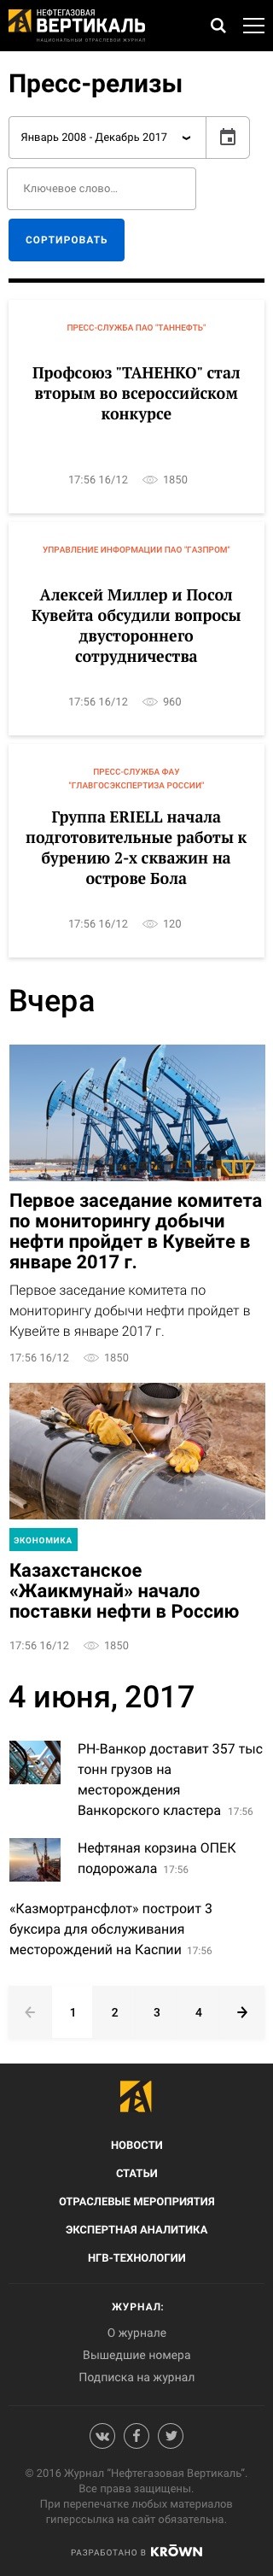 НЕФТЕГАЗОВАЯ
ВЕРТИКАЛЬ
НАЦИОНАЛЬНЫЙ ОТРАСЛЕВОЙ ЖУРНАЛ
Пресс-релизы
Январь 2008 - Декабрь 2017
Ключевое слово...
СОРТИРОВАТЬ
ПРЕСС-СЛУЖБА ПАО "ТАННЕФТЬ"
Профсоюз "ТАНЕНКО" стал
вторым во всероссийском
конкурсе
17:56 16/12 1850
УПРАВЛЕНИЕ ИНФОРМАЦИИ ПАО "ГАЗПРОМ"
Алексей Миллер и Посол
Кувейта обсудили вопросы
двустороннего
сотрудничества
17:56 16/12 960
ПРЕСС-СЛУЖБА ФАУ
"ГЛАВГОСЭКСПЕРТИЗА РОССИИ"
Группа ERIELL начала
подготовительные работы к
бурению 2-х скважин на
острове Бола
17:56 16/12 120
Вчера
Первое заседание комитета
по мониторингу добычи
нефти пройдет в Кувейте в
январе 2017 г.
Первое заседание комитета по
мониторингу добычи нефти пройдет в
Кувейте в январе 2017 г.
17:56 16/12 1850
ЭКОНОМИКА
Казахстанское
«Жаикмунай» начало
поставки нефти в Россию
17:56 16/12 1850
4 июня, 2017
РН-Ванкор доставит 357 тыс
тонн грузов на
месторождения
Ванкорского кластера 17:56
Нефтяная корзина ОПЕК
подорожала 17:56
«Казмортрансфлот» построит 3
буксира для обслуживания
месторождений на Каспии 17:56
1 2 3 4
НОВОСТИ
СТАТЬИ
ОТРАСЛЕВЫЕ МЕРОПРИЯТИЯ
ЭКСПЕРТНАЯ АНАЛИТИКА
НГВ-ТЕХНОЛОГИИ
ЖУРНАЛ:
О журнале
Вышедшие номера
Подписка на журнал
© 2016 Журнал “Нефтегазовая Вертикаль”.
Все права защищены.
При перепечатке любых материалов
гиперссылка на сайт обязательна.
РАЗРАБОТАНО В KRŌWN